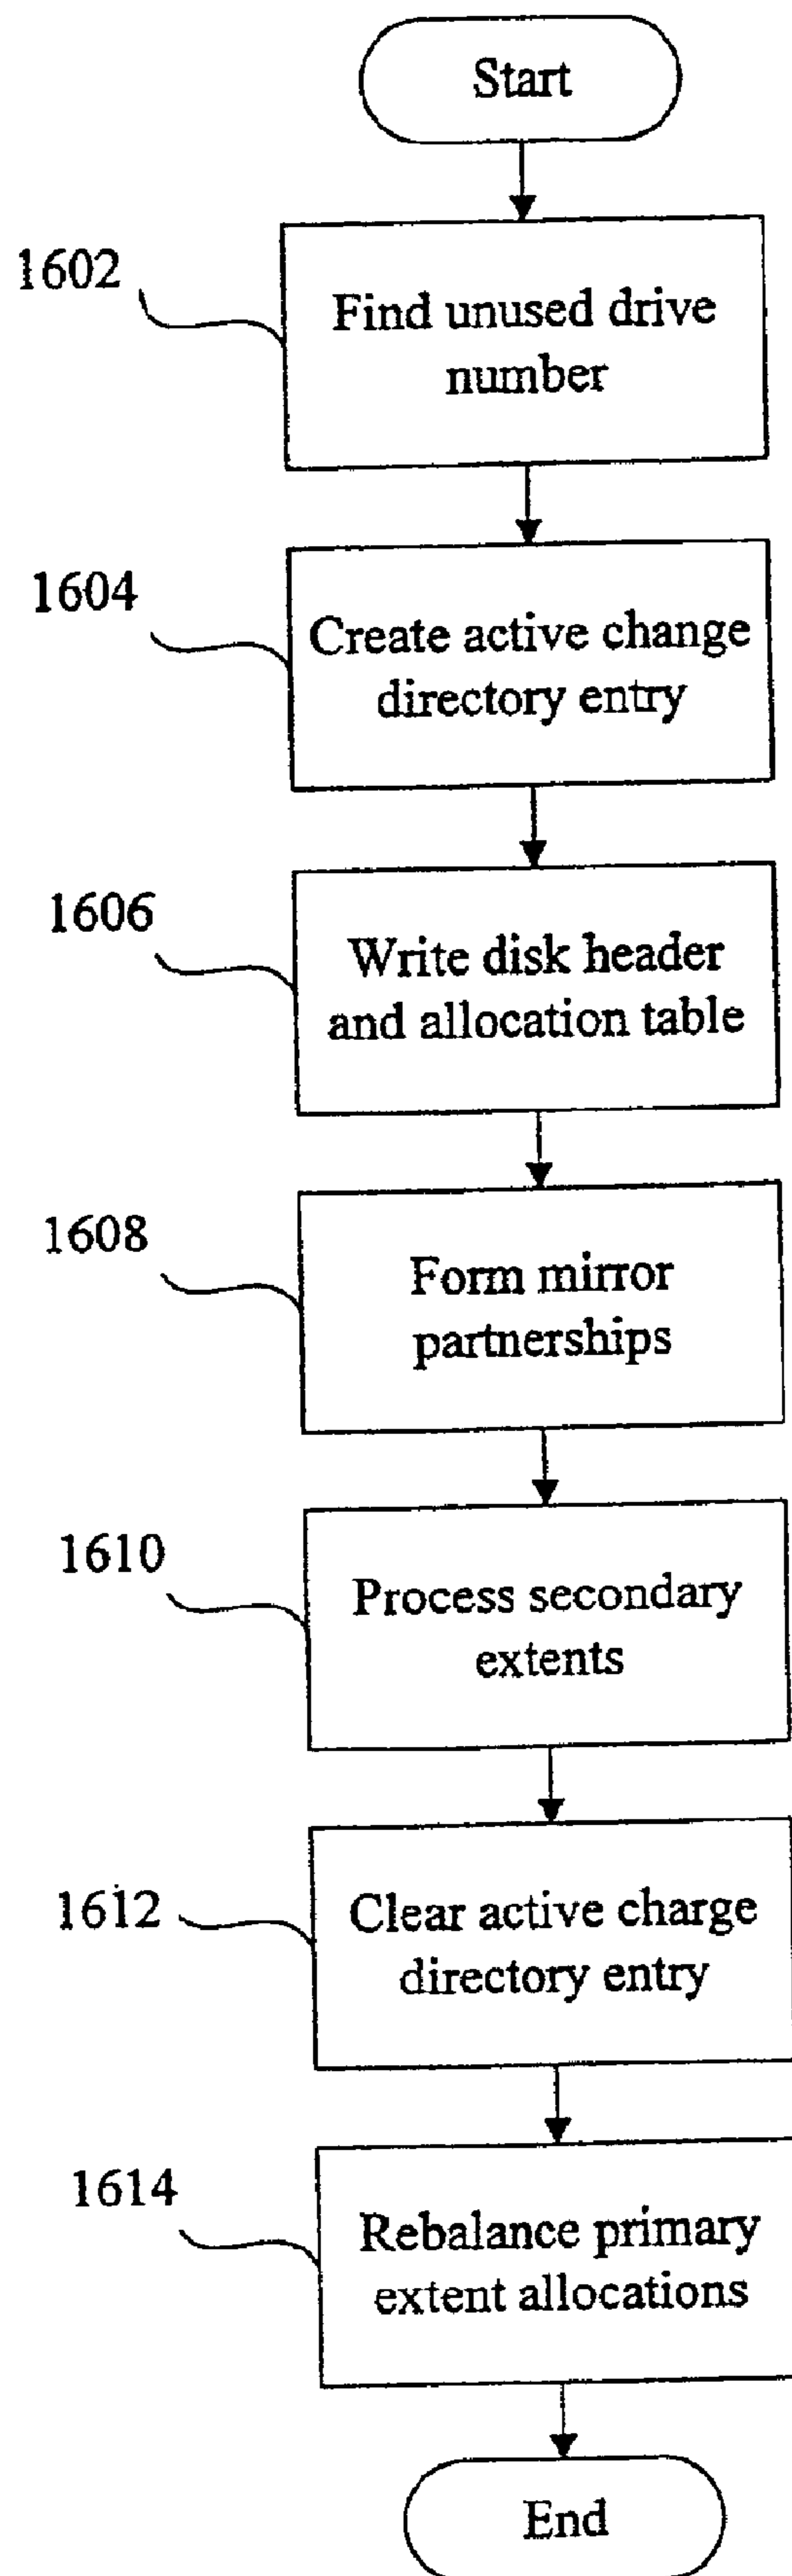 Start
1602
Find unused drive
number
1604
Create active change
directory entry
1606
Write disk header
and allocation table
1608
Form mirror
partnerships
1610
Process secondary
extents
1612
Clear active charge
directory entry
1614
Rebalance primary
extent allocations
End